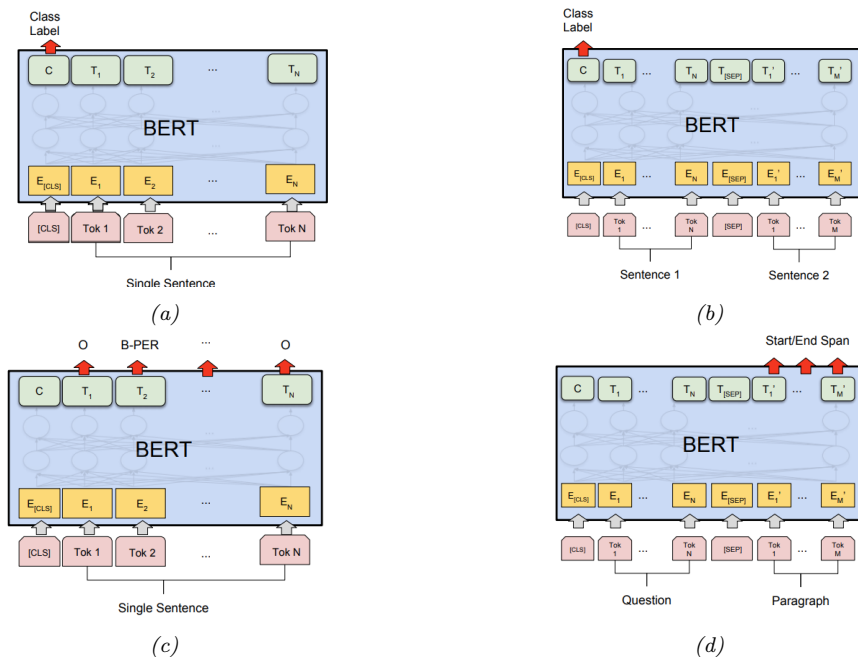 Class
Label
C T1 T2 ... TN
BERT
E[CLS] E1 E2 ... EN
[CLS] Tok 1 Tok 2 ... Tok N
Single Sentence
(a)
Class
Label
C T1 ... TN T[SEP] T1' ... TM'
BERT
E[CLS] E1 ... EN E[SEP] E1' ... EM'
[CLS] Tok 1 ... Tok N [SEP] Tok 1 ... Tok M
Sentence 1 Sentence 2
(b)
O B-PER ... O
C T1 T2 ... TN
BERT
E[CLS] E1 E2 ... EN
[CLS] Tok 1 Tok 2 ... Tok N
Single Sentence
(c)
Start/End Span
C T1 ... TN T[SEP] T1' ... TM'
BERT
E[CLS] E1 ... EN E[SEP] E1' ... EM'
[CLS] Tok 1 ... Tok N [SEP] Tok 1 ... Tok M
Question Paragraph
(d)